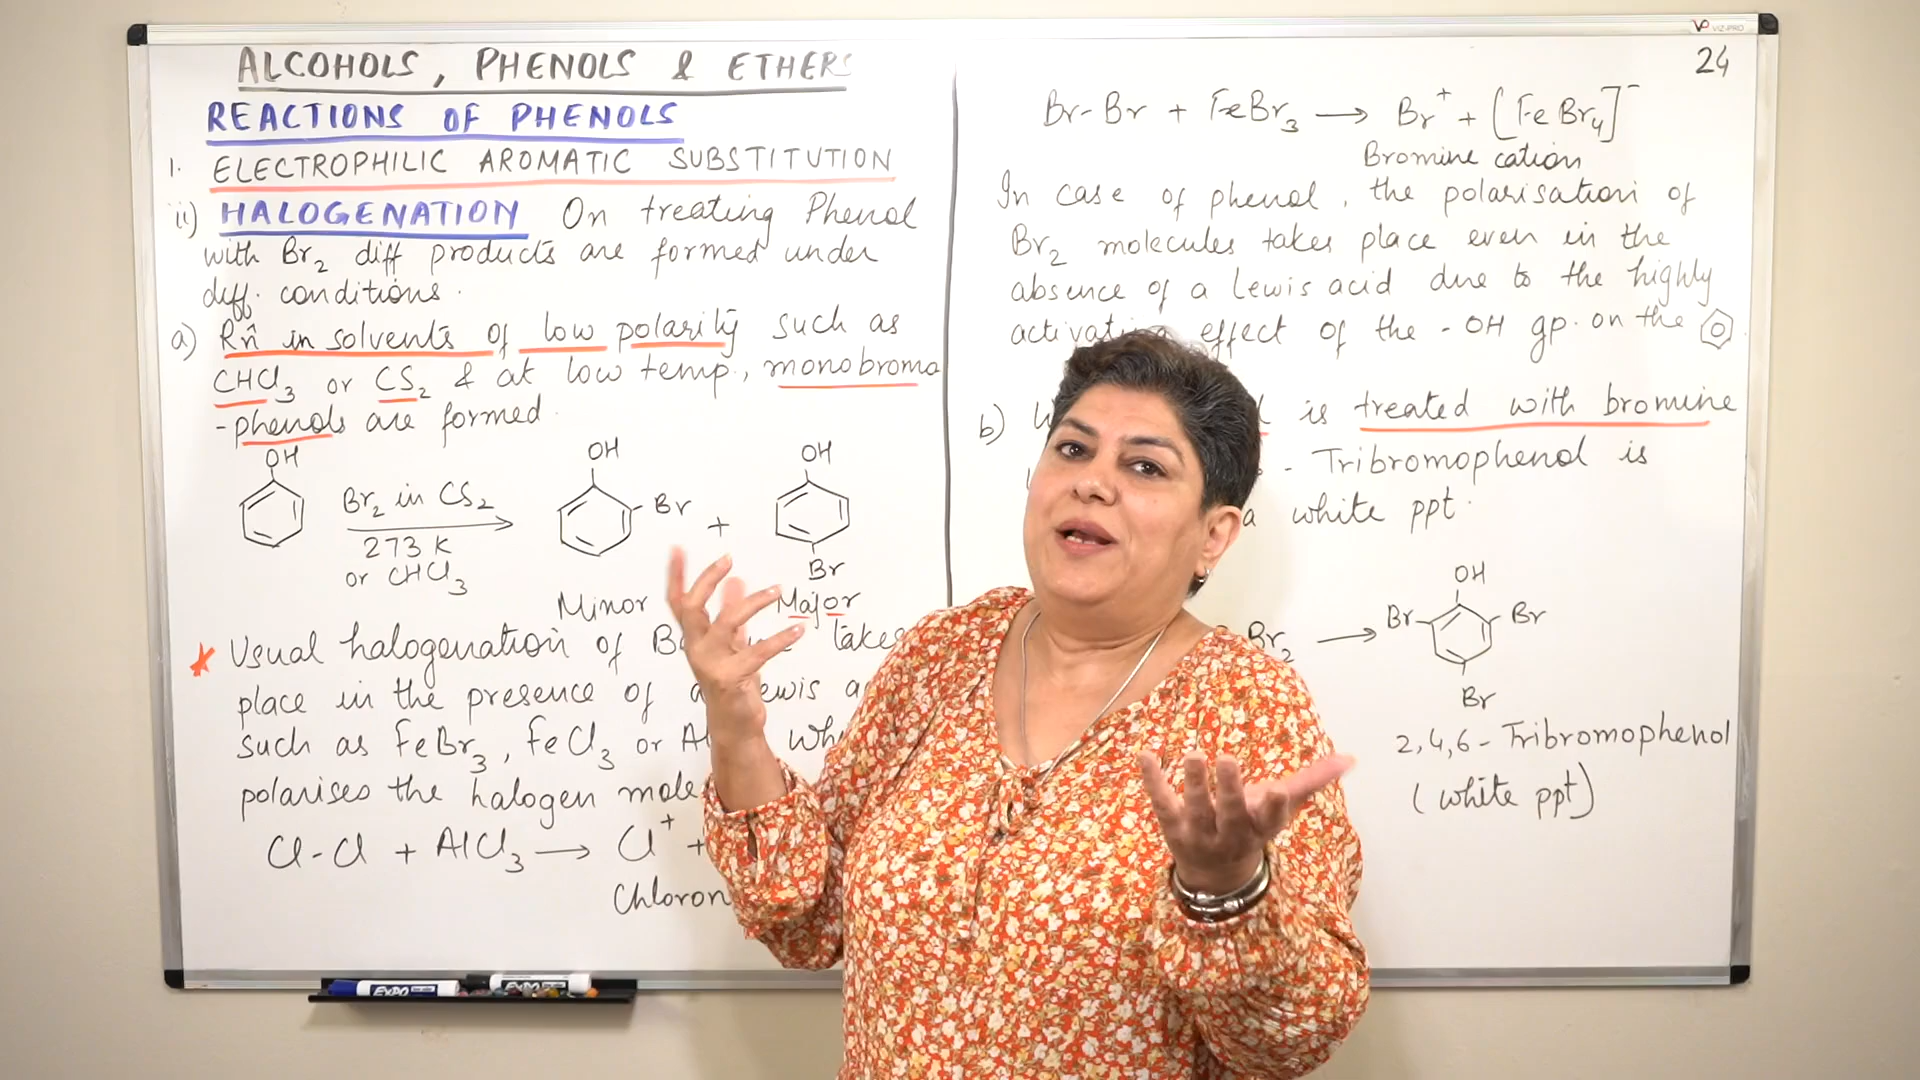 ALCOHOLS, PHENOLS & ETHERS
REACTIONS OF PHENOLS
1. ELECTROPHILIC AROMATIC SUBSTITUTION
ii) HALOGENATION On treating Phenol
with Br2 diff products are formed under
diff. conditions.
a) Rñ in solvents of low polarity such as
CHCl3 or CS2 & at low temp., monobromo
-phenols are formed.
OH
Br2 in CS2
273 K
or CHCl3
OH
Br
+
OH
Br
Minor
Major
* Usual halogenation of takes
place in the presence of a
such as FeBr3, FeCl3 or
polarises the halogen
Cl-Cl + AlCl3 → Cl+ +
VIZ-PRO
24
Br-Br + FeBr3 → Br+ + [FeBr4]-
Bromine cation
In case of phenol, the polarisation of
Br2 molecules takes place even in the
absence of a Lewis acid due to the highly
activating effect of the -OH gp. on the
b) is treated with bromine
- Tribromophenol is
a white ppt.
Br2 →
OH
Br
Br
Br
2,4,6-Tribromophenol
(white ppt)
EXPO
EXPO